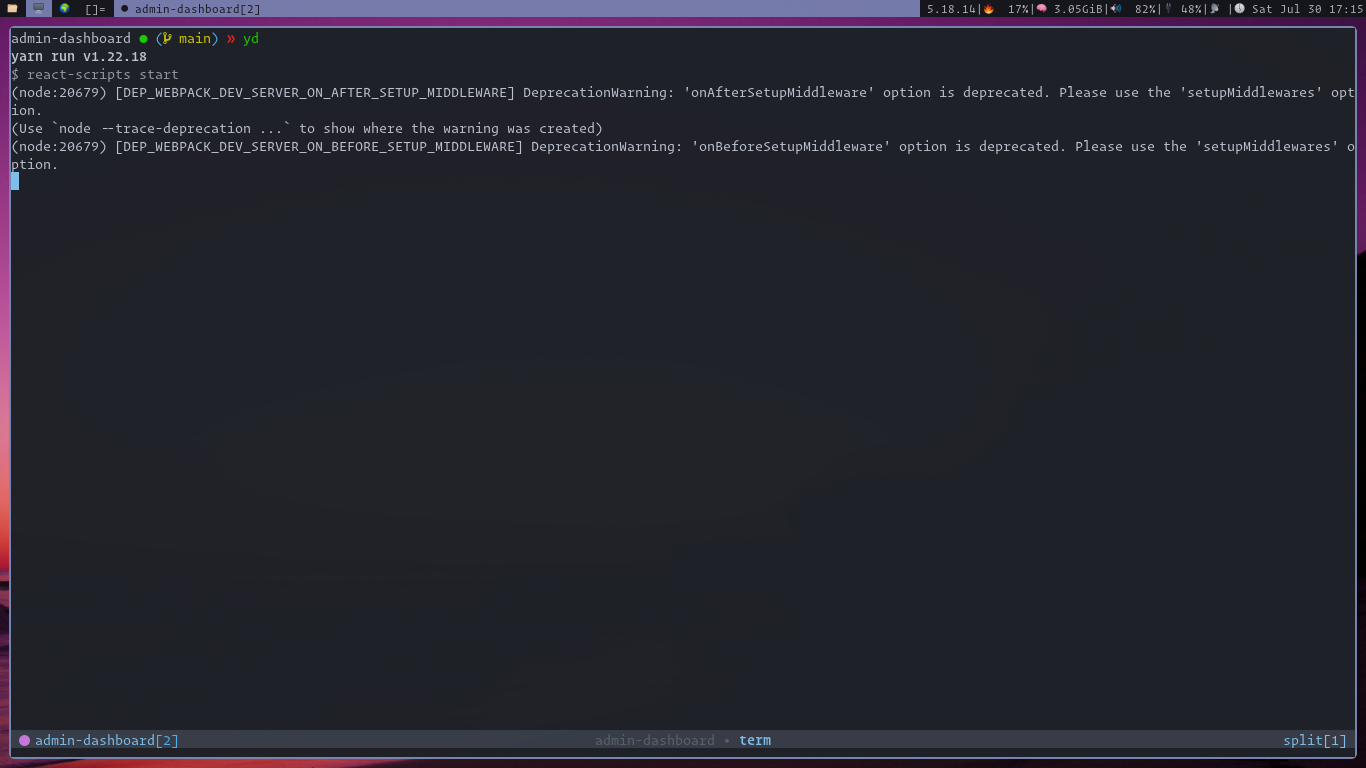 []= ● admin-dashboard[2] 5.18.14| 17%| 3.05GiB| 82%| 48%| | Sat Jul 30 17:15
admin-dashboard ● ( main) » yd
yarn run v1.22.18
$ react-scripts start
(node:20679) [DEP_WEBPACK_DEV_SERVER_ON_AFTER_SETUP_MIDDLEWARE] DeprecationWarning: 'onAfterSetupMiddleware' option is deprecated. Please use the 'setupMiddlewares' opt
ion.
(Use `node --trace-deprecation ...` to show where the warning was created)
(node:20679) [DEP_WEBPACK_DEV_SERVER_ON_BEFORE_SETUP_MIDDLEWARE] DeprecationWarning: 'onBeforeSetupMiddleware' option is deprecated. Please use the 'setupMiddlewares' o
ption.
admin-dashboard[2] admin-dashboard • term split[1]